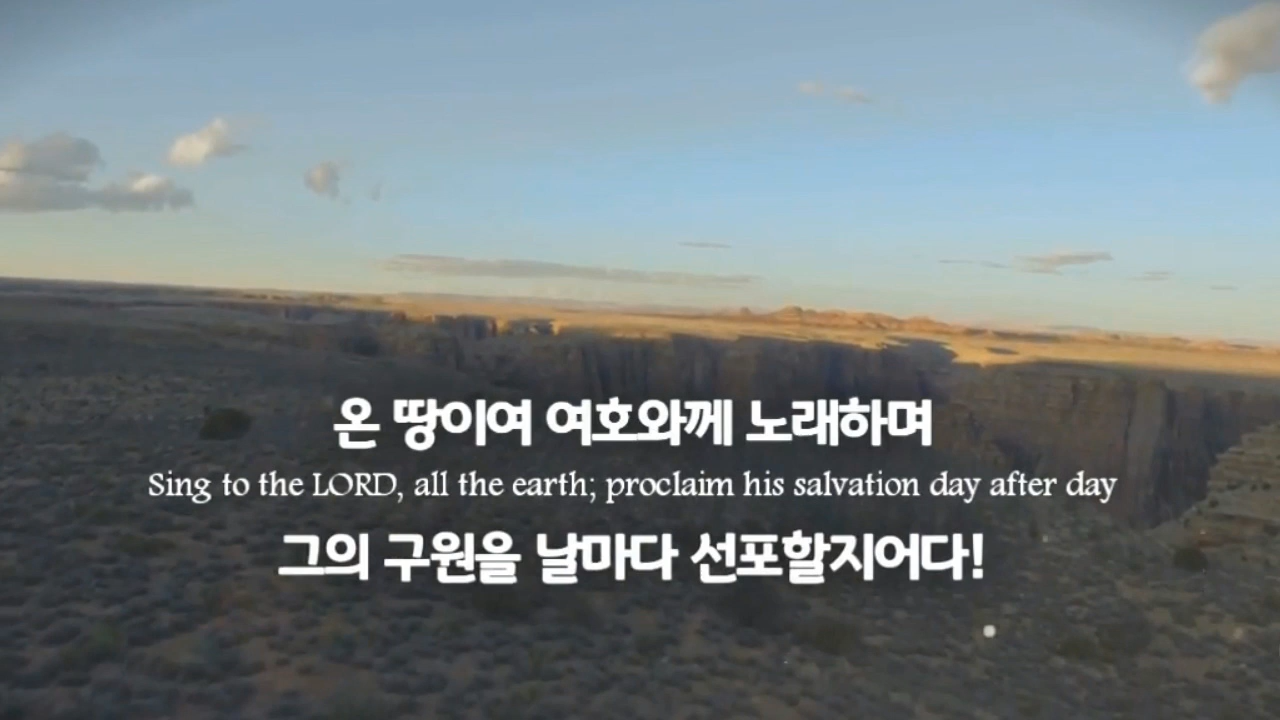 온 땅이여 여호와께 노래하며
Sing to the LORD, all the earth; proclaim his salvation day after day
그의 구원을 날마다 선포할지어다!